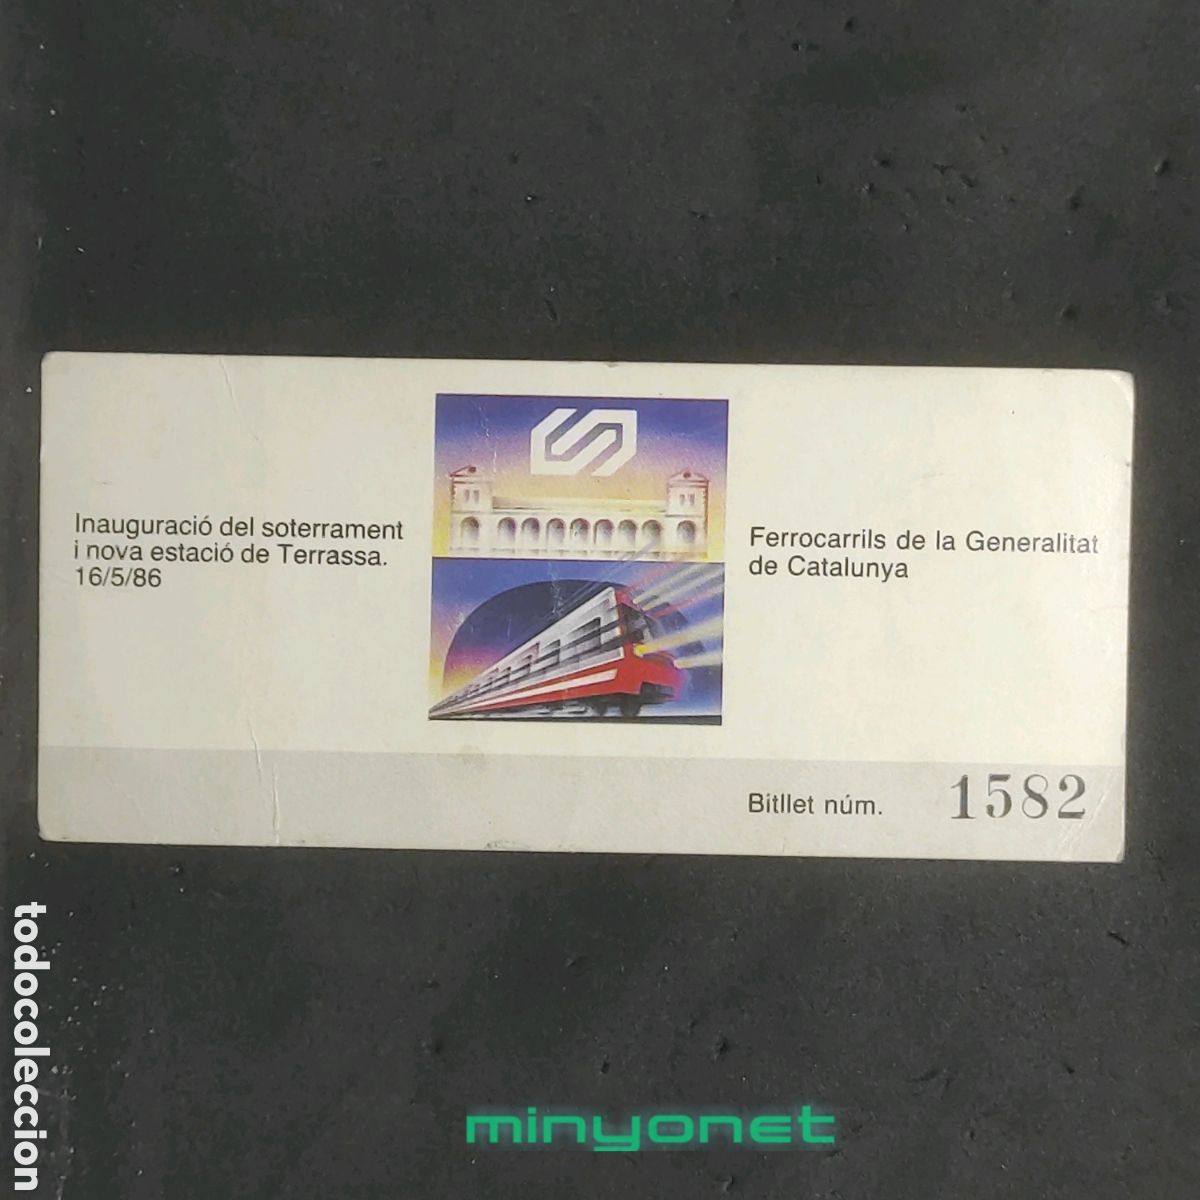 Inauguració del soterrament
i nova estació de Terrassa.
16/5/86
Ferrocarrils de la Generalitat
de Catalunya
Bitllet núm. 1582
todocoleccion
minyonet